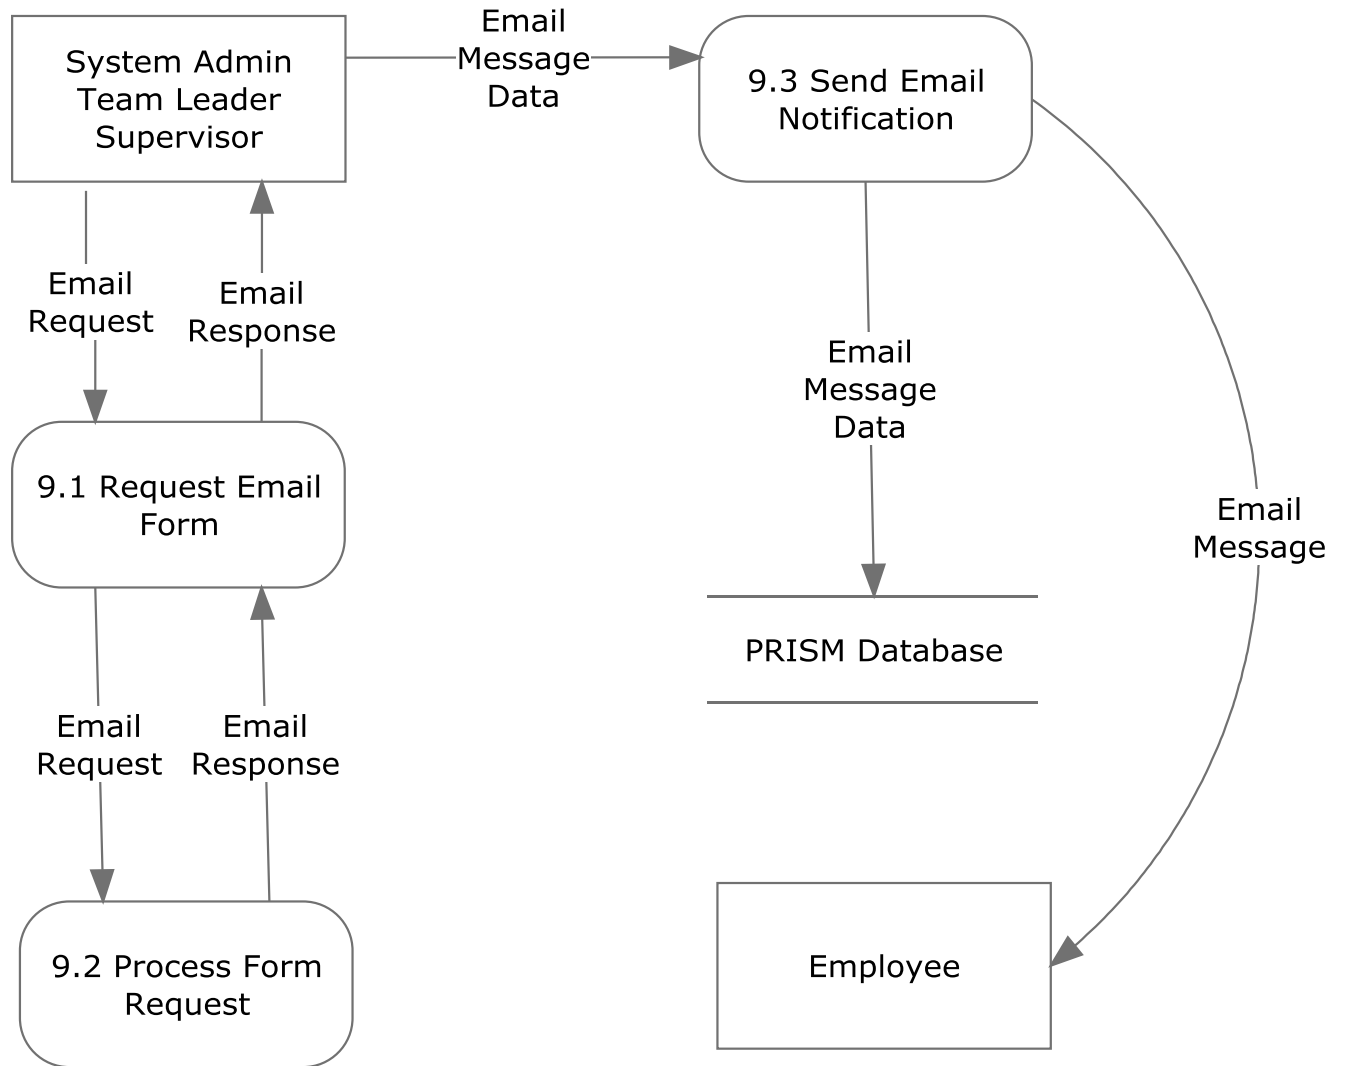 System Admin
Team Leader
Supervisor
Email
Message
Data
9.3 Send Email
Notification
Email
Request
Email
Response
Email
Message
Data
9.1 Request Email
Form
Email
Message
PRISM Database
Email
Request
Email
Response
9.2 Process Form
Request
Employee